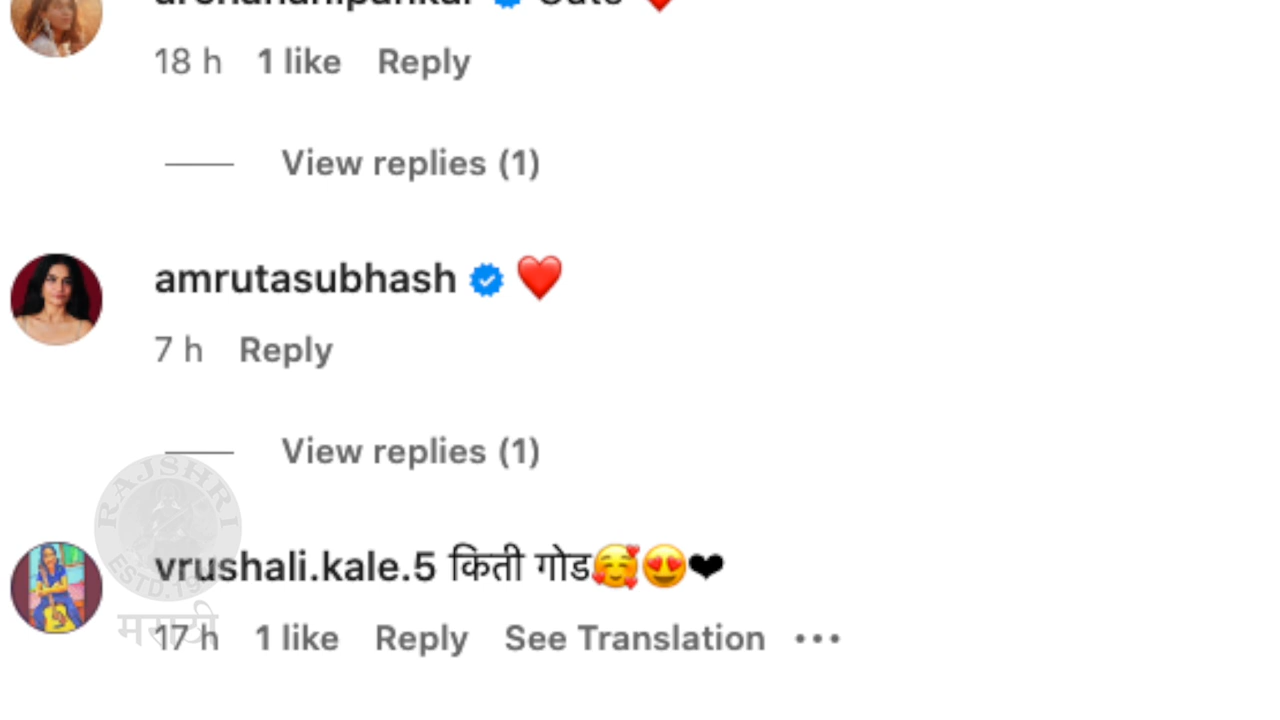 18 h 1 like Reply
View replies (1)
amrutasubhash ❤️
7 h Reply
View replies (1)
vrushali.kale.5 किती गोड🥰😍❤
17 h 1 like Reply See Translation •••
RAJSHRI
मराठी